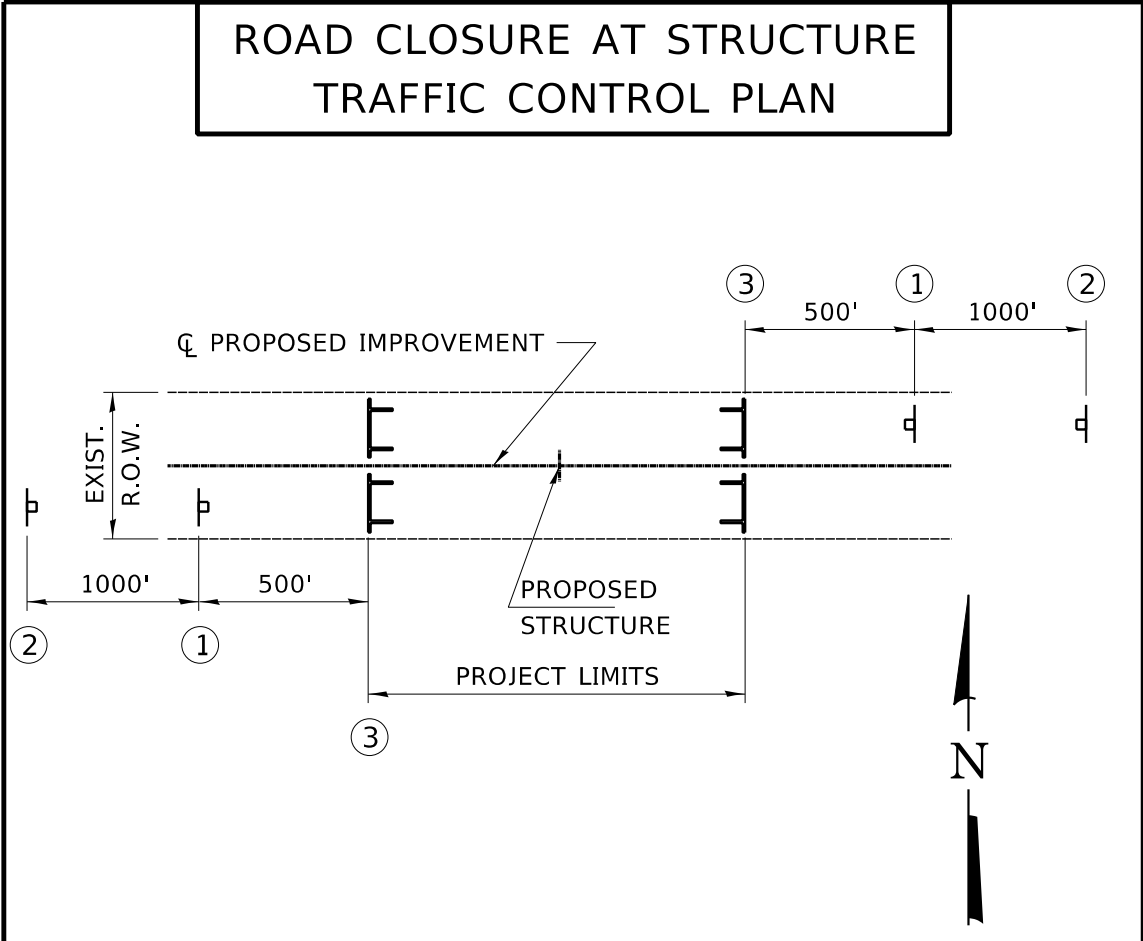 ROAD CLOSURE AT STRUCTURE
TRAFFIC CONTROL PLAN
3
1
2
500'
1000'
℄ PROPOSED IMPROVEMENT
EXIST.
R.O.W.
1000'
500'
PROPOSED
STRUCTURE
2
1
PROJECT LIMITS
3
N